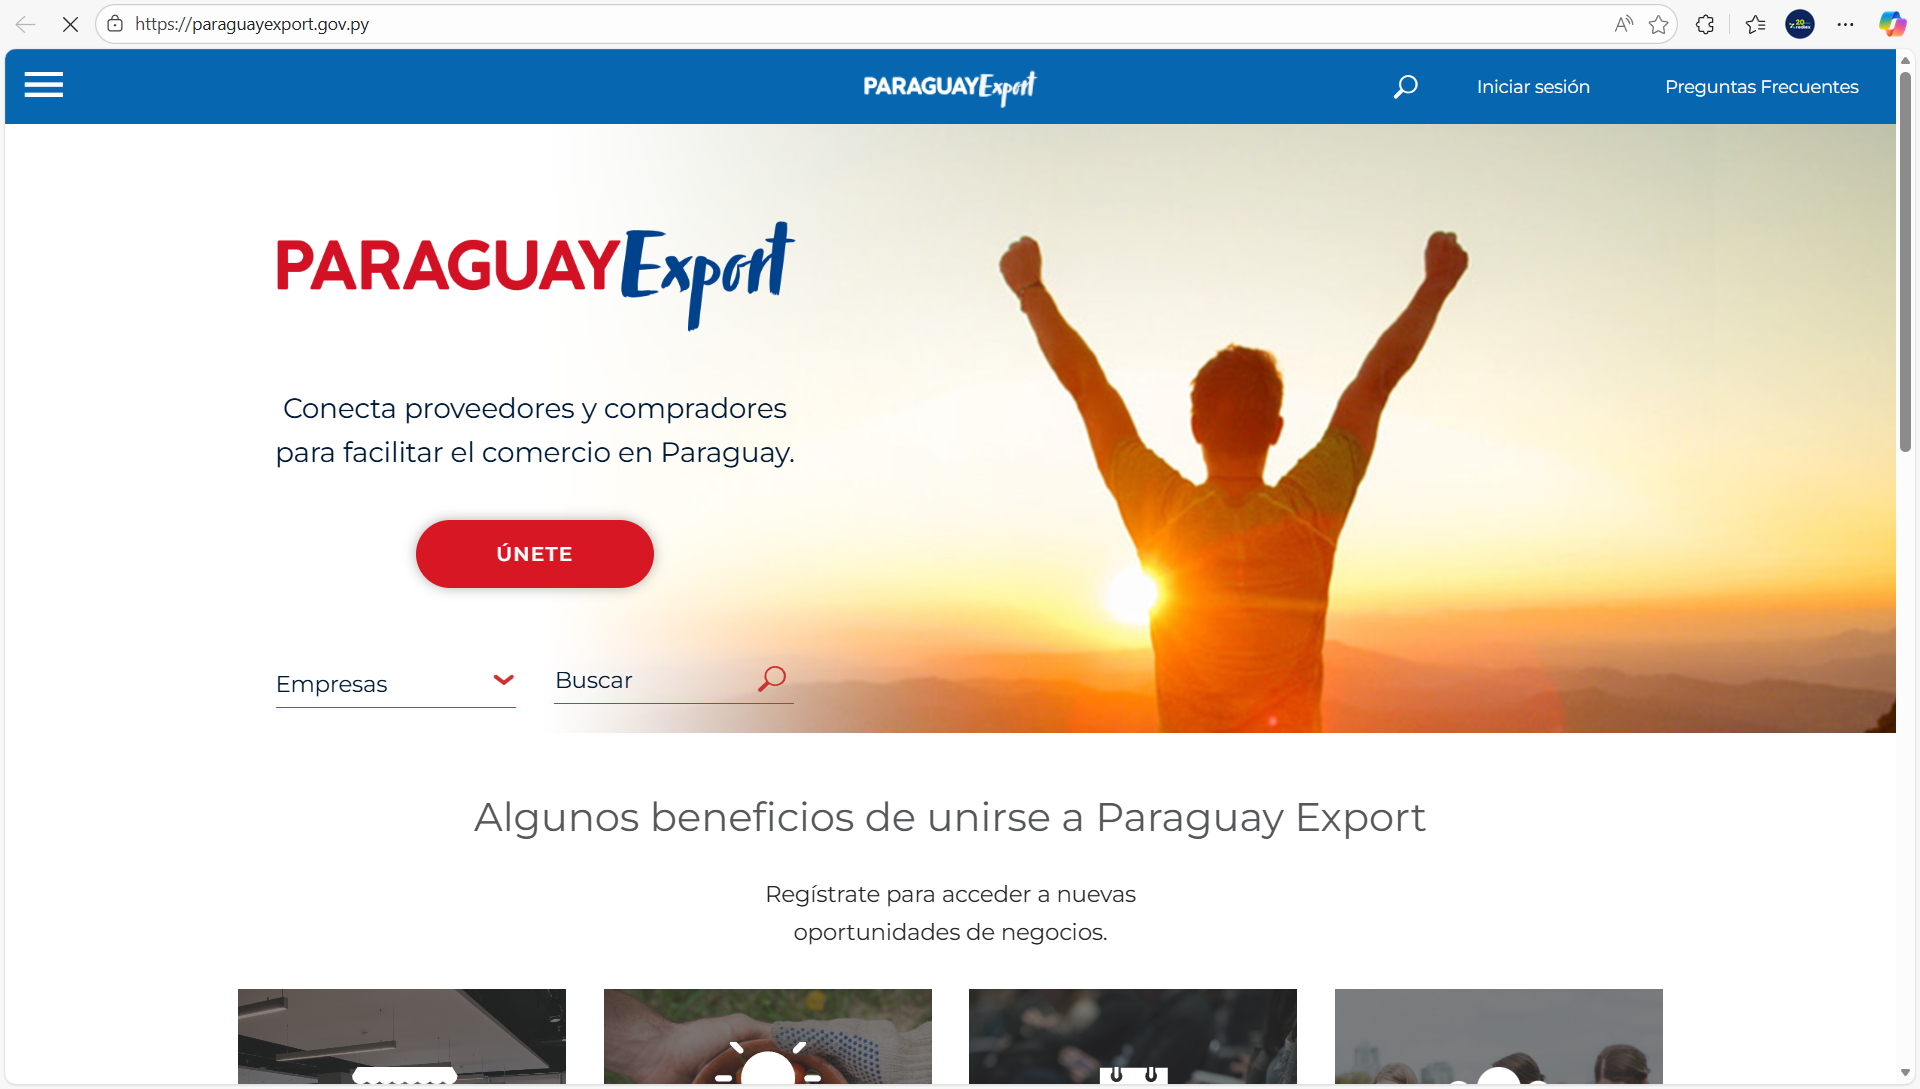 https://paraguayexport.gov.py
PARAGUAYExport
Iniciar sesión
Preguntas Frecuentes
PARAGUAYExport
Conecta proveedores y compradores
para facilitar el comercio en Paraguay.
ÚNETE
Empresas
Buscar
Algunos beneficios de unirse a Paraguay Export
Regístrate para acceder a nuevas
oportunidades de negocios.